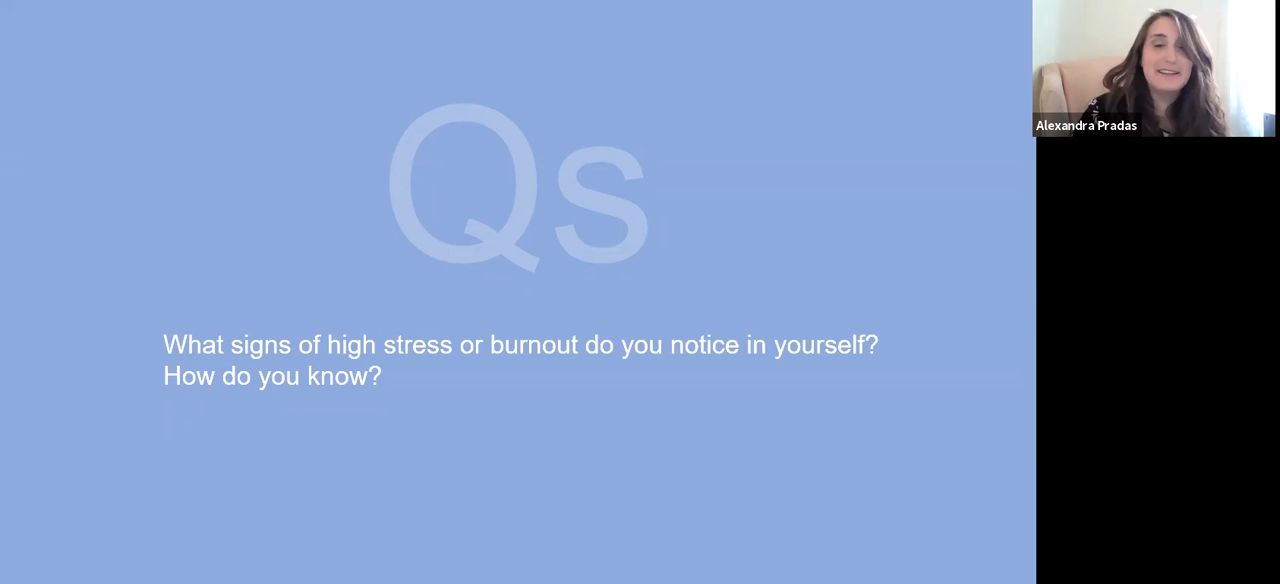 Qs
What signs of high stress or burnout do you notice in yourself?
How do you know?
Alexandra Pradas